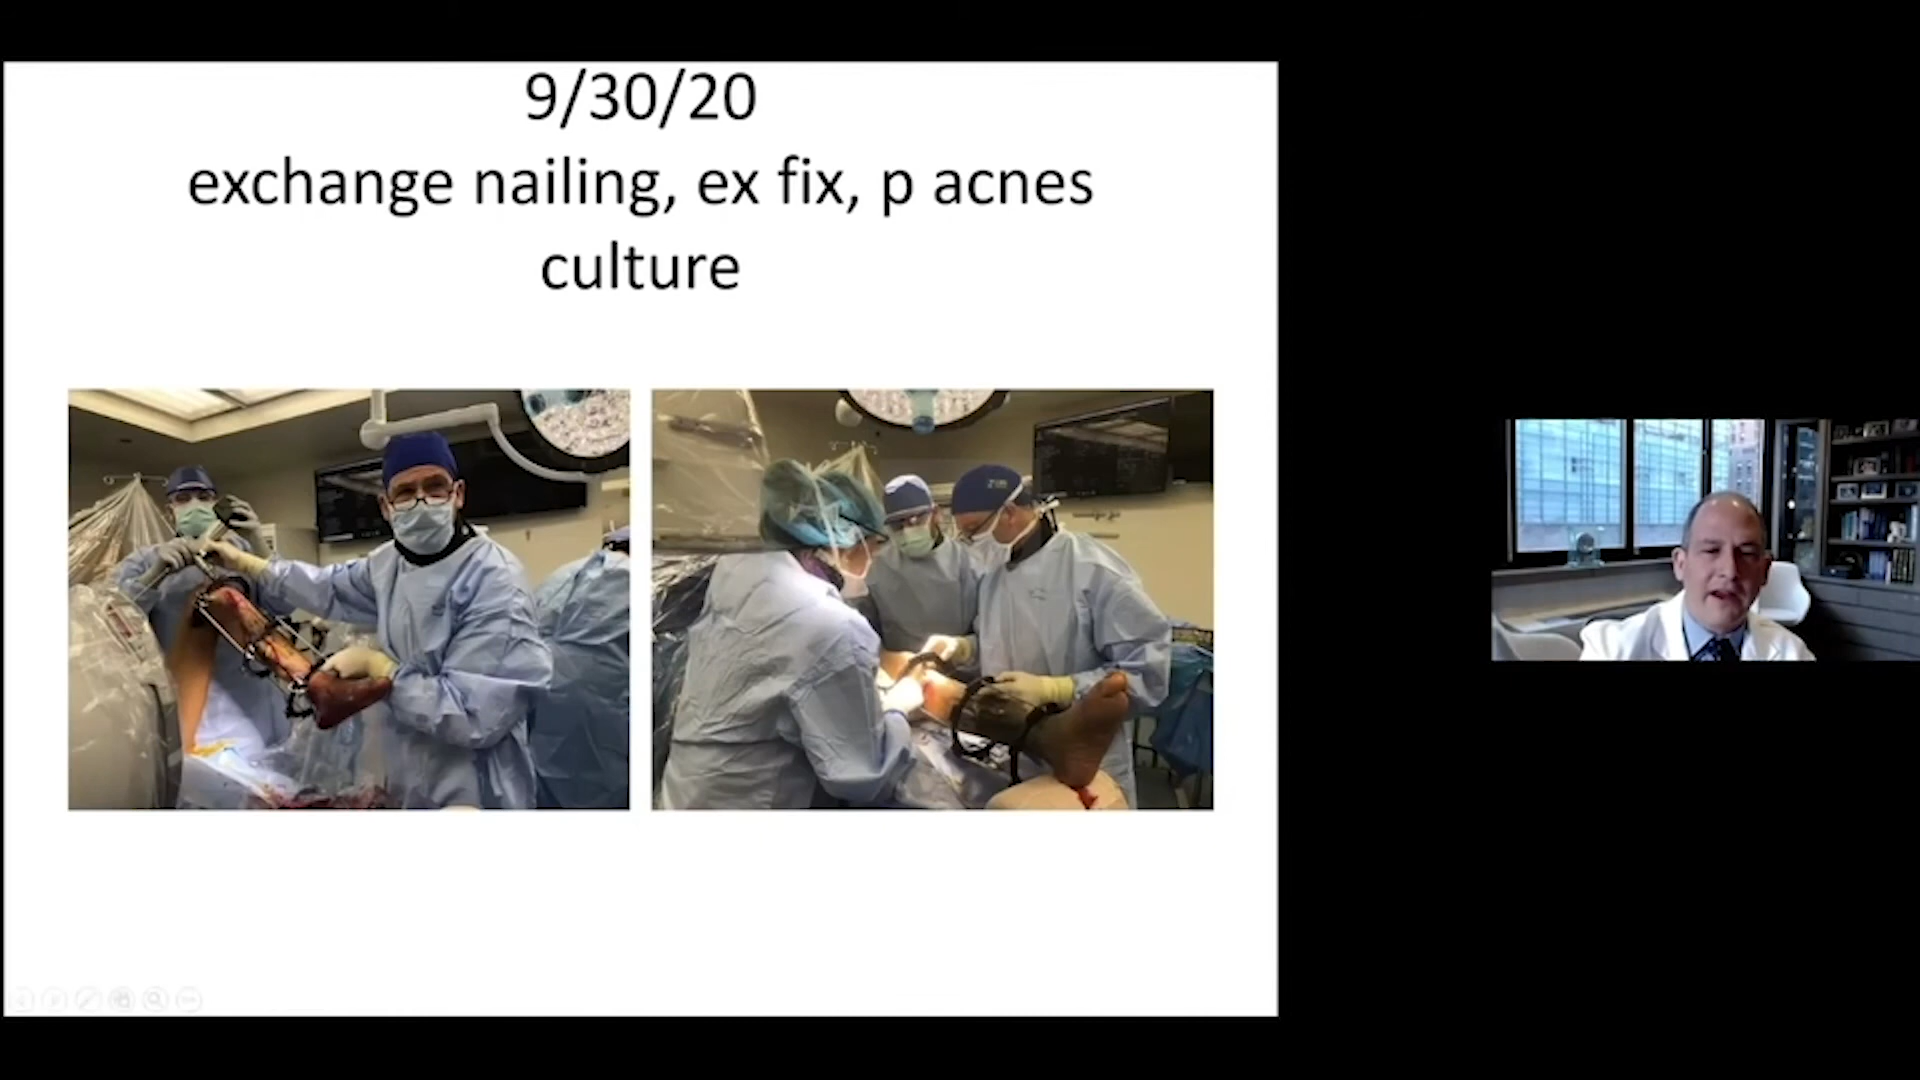 9/30/20
exchange nailing, ex fix, p acnes
culture